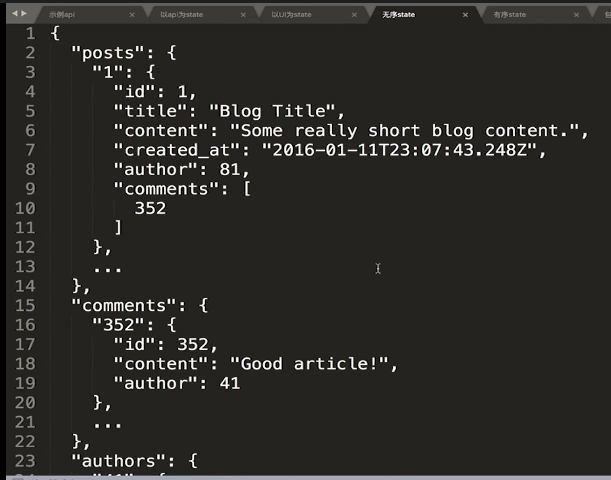 示例api
以api为state
以UI为state
无序state
有序state
包
1 {
2 "posts": {
3 "1": {
4 "id": 1,
5 "title": "Blog Title",
6 "content": "Some really short blog content.",
7 "created_at": "2016-01-11T23:07:43.248Z",
8 "author": 81,
9 "comments": [
10 352
11 ]
12 },
13 ...
14 },
15 "comments": {
16 "352": {
17 "id": 352,
18 "content": "Good article!",
19 "author": 41
20 },
21 ...
22 },
23 "authors": {
24 "41": {